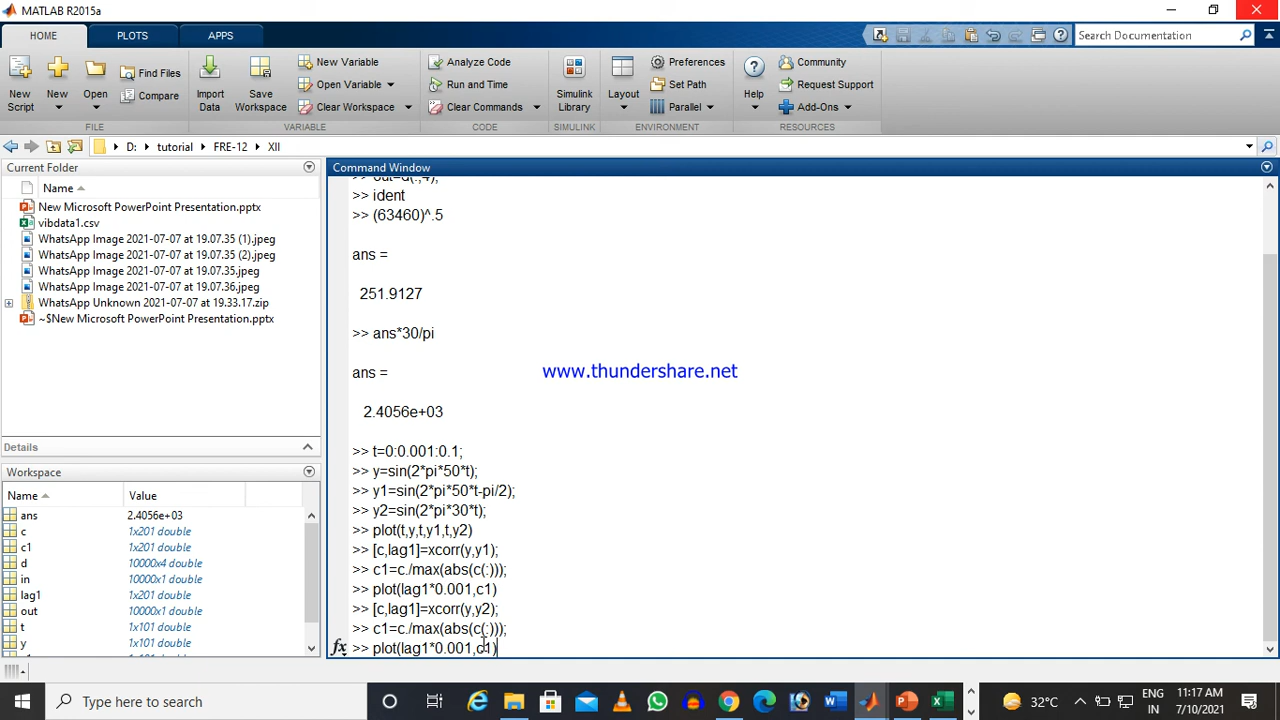 MATLAB R2015a
HOME PLOTS APPS Search Documentation
New Script New Open Find Files Compare Import Data Save Workspace New Variable Open Variable Clear Workspace Analyze Code Run and Time Clear Commands Simulink Library Layout Preferences Set Path Parallel Help Community Request Support Add-Ons
FILE VARIABLE CODE SIMULINK ENVIRONMENT RESOURCES
D: tutorial FRE-12 XII
Current Folder
Name
New Microsoft PowerPoint Presentation.pptx
vibdata1.csv
WhatsApp Image 2021-07-07 at 19.07.35 (1).jpeg
WhatsApp Image 2021-07-07 at 19.07.35 (2).jpeg
WhatsApp Image 2021-07-07 at 19.07.35.jpeg
WhatsApp Image 2021-07-07 at 19.07.36.jpeg
WhatsApp Unknown 2021-07-07 at 19.33.17.zip
~$New Microsoft PowerPoint Presentation.pptx
Details
Workspace
Name Value
ans 2.4056e+03
c 1x201 double
c1 1x201 double
d 10000x4 double
in 10000x1 double
lag1 1x201 double
out 10000x1 double
t 1x101 double
y 1x101 double
Command Window
>> out=d(:,4);
>> ident
>> (63460)^.5
ans =
251.9127
>> ans*30/pi
ans =
2.4056e+03
>> t=0:0.001:0.1;
>> y=sin(2*pi*50*t);
>> y1=sin(2*pi*50*t-pi/2);
>> y2=sin(2*pi*30*t);
>> plot(t,y,t,y1,t,y2)
>> [c,lag1]=xcorr(y,y1);
>> c1=c./max(abs(c(:)));
>> plot(lag1*0.001,c1)
>> [c,lag1]=xcorr(y,y2);
>> c1=c./max(abs(c(:)));
fx >> plot(lag1*0.001,c1)
www.thundershare.net
Type here to search
32°C
ENG
IN
11:17 AM
7/10/2021